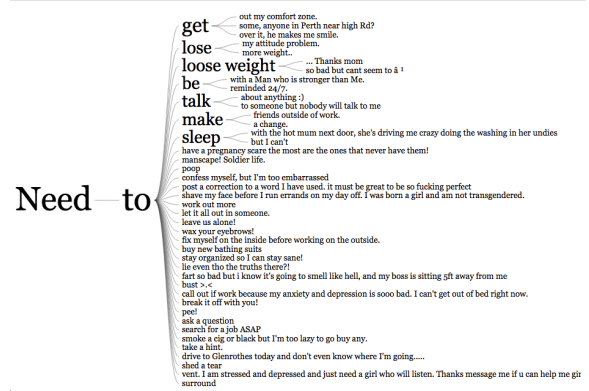 Need to
get
out my comfort zone.
some, anyone in Perth near high Rd?
over it, he makes me smile.
lose
my attitude problem.
more weight..
loose weight
... Thanks mom
so bad but cant seem to â ¹
be
with a Man who is stronger than Me.
reminded 24/7.
talk
about anything :)
to someone but nobody will talk to me
make
friends outside of work.
a change.
sleep
with the hot mum next door, she's driving me crazy doing the washing in her undies
but I can't
have a pregnancy scare the most are the ones that never have them!
manscape! Soldier life.
poop
confess myself, but I'm too embarrassed
post a correction to a word I have used. it must be great to be so fucking perfect
shave my face before I run errands on my day off. I was born a girl and am not transgendered.
work out more
let it all out in someone.
leave us alone!
wax your eyebrows!
fix myself on the inside before working on the outside.
buy new bathing suits
stay organized so I can stay sane!
lie even tho the truths there?!
fart so bad but i know it's going to smell like hell, and my boss is sitting 5ft away from me
bust >.<
call out if work because my anxiety and depression is sooo bad. I can't get out of bed right now.
break it off with you!
pee!
ask a question
search for a job ASAP
smoke a cig or black but I'm too lazy to go buy any.
take a hint.
drive to Glenrothes today and don't even know where I'm going.....
shed a tear
vent. I am stressed and depressed and just need a girl who will listen. Thanks message me if u can help me gir
surround